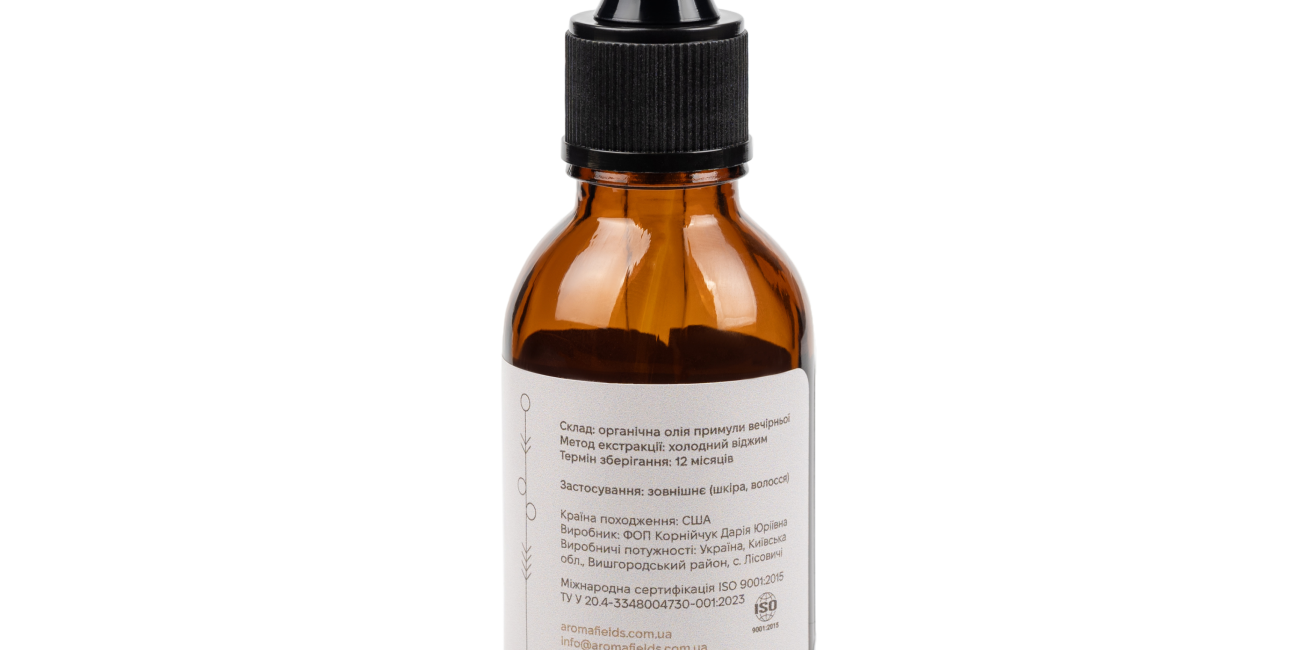 Склад: органічна олія примули вечірньої
Метод екстракції: холодний віджим
Термін зберігання: 12 місяців
Застосування: зовнішнє (шкіра, волосся)
Країна походження: США
Виробник: ФОП Корнійчук Дарія Юріївна
Виробничі потужності: Україна, Київська
обл., Вишгородський район, с. Лісовичі
Міжнародна сертифікація ISO 9001:2015
ТУ У 20.4-3348004730-001:2023
ISO
9001:2015
aromafields.com.ua
info@aromafields.com.ua